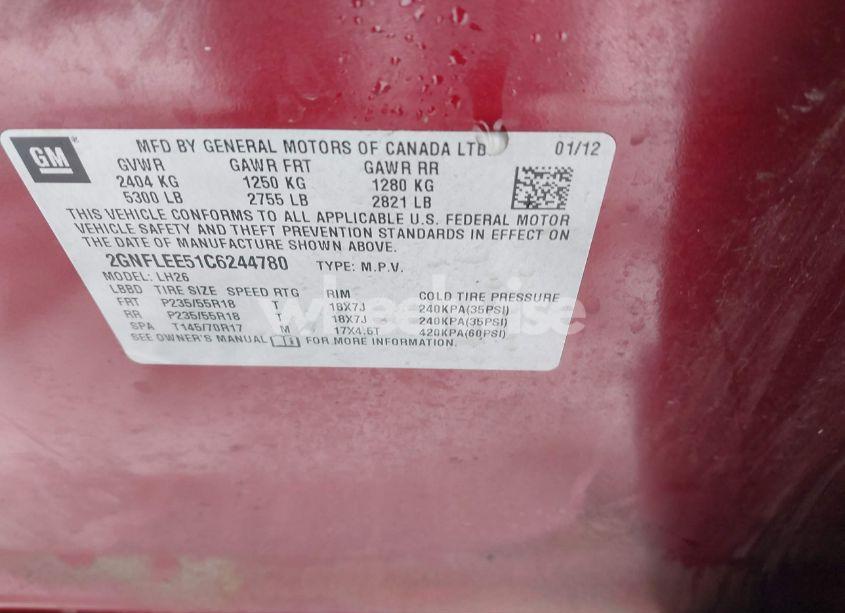 GM
MFD BY GENERAL MOTORS OF CANADA LTD 01/12
GVWR GAWR FRT GAWR RR
2404 KG 1250 KG 1280 KG
5300 LB 2755 LB 2821 LB
THIS VEHICLE CONFORMS TO ALL APPLICABLE U.S. FEDERAL MOTOR
VEHICLE SAFETY AND THEFT PREVENTION STANDARDS IN EFFECT ON
THE DATE OF MANUFACTURE SHOWN ABOVE.
2GNFLEE51C6244780 TYPE: M.P.V.
MODEL: LH26
LBBD TIRE SIZE SPEED RTG RIM COLD TIRE PRESSURE
FRT P235/55R18 T 18X7J 240KPA(35PSI)
RR P235/55R18 T 18X7J 240KPA(35PSI)
SPA T145/70R17 M 17X4.5T 420KPA(60PSI)
SEE OWNER'S MANUAL FOR MORE INFORMATION.